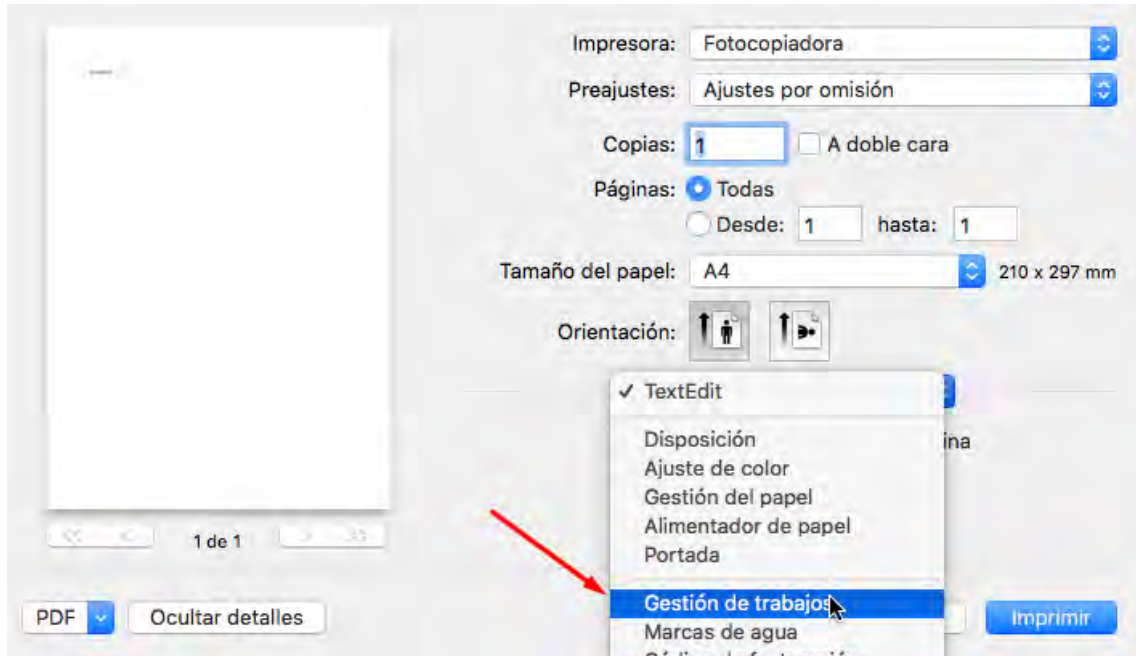 Impresora: Fotocopiadora
Preajustes: Ajustes por omisión
Copias: 1 A doble cara
Páginas: Todas
Desde: 1 hasta: 1
Tamaño del papel: A4 210 x 297 mm
Orientación:
TextEdit
Disposición
ina
Ajuste de color
Gestión del papel
Alimentador de papel
1 de 1
Portada
Gestión de trabajos
PDF Ocultar detalles Imprimir
Marcas de agua